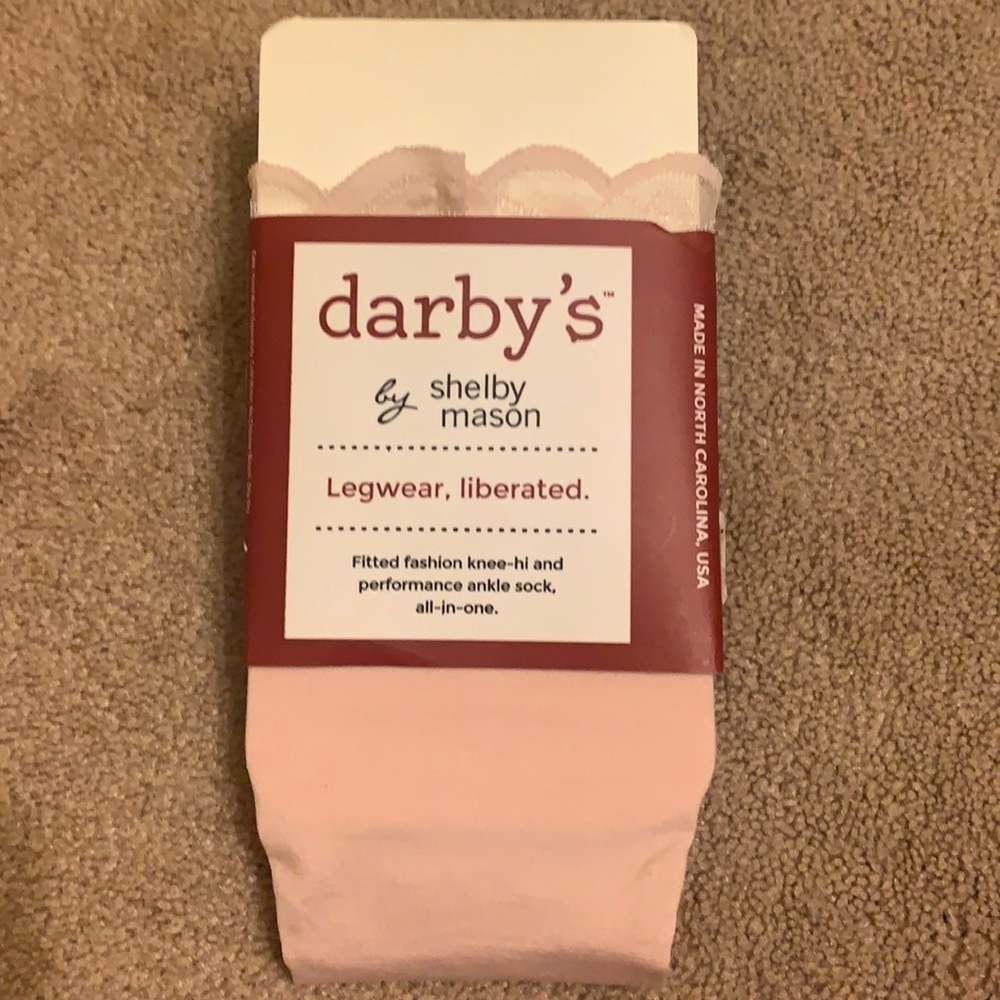 darby's™
by shelby
mason
Legwear, liberated.
Fitted fashion knee-hi and
performance ankle sock,
all-in-one.
MADE IN NORTH CAROLINA, USA